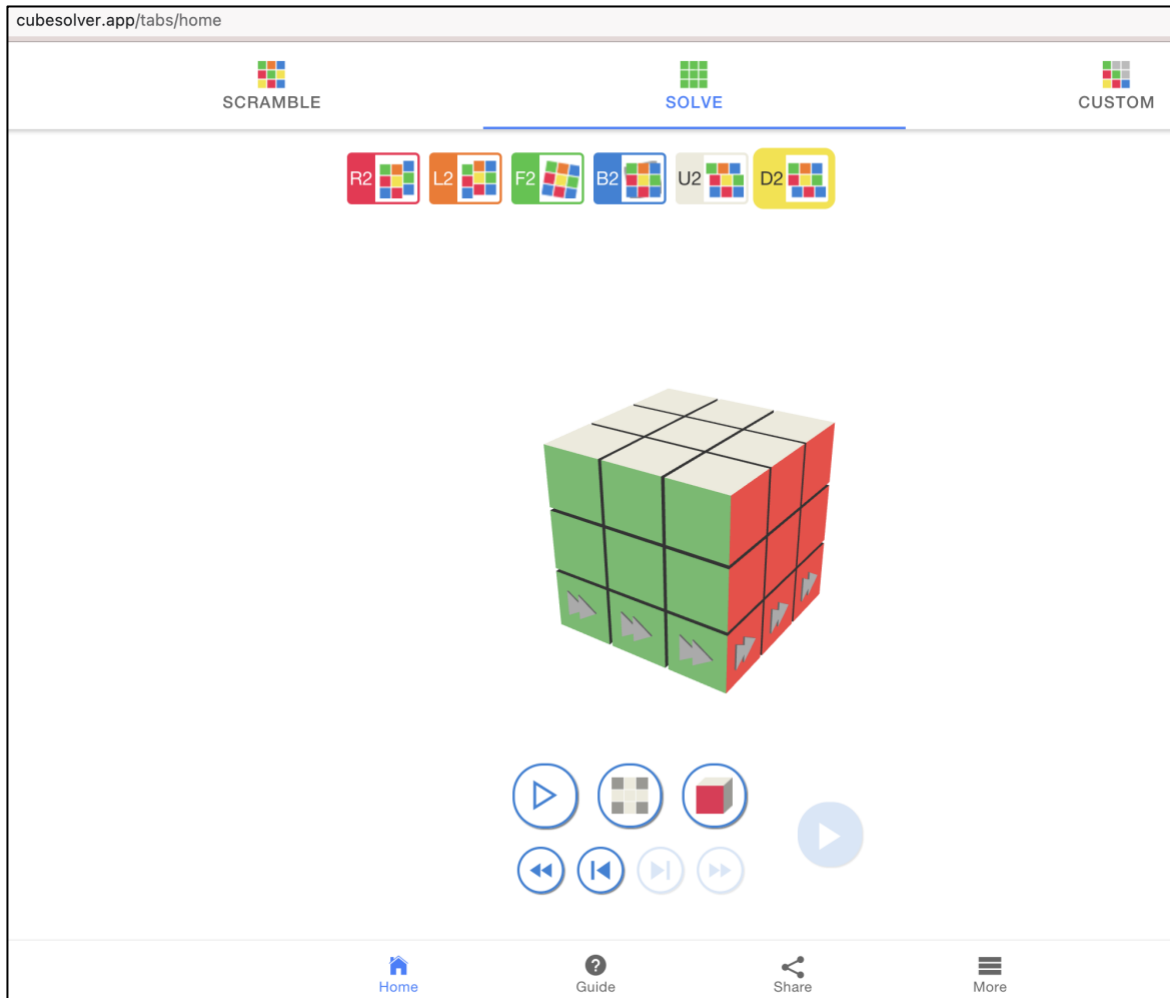 cubesolver.app/tabs/home
SCRAMBLE
SOLVE
CUSTOM
R2
L2
F2
B2
U2
D2
Home
Guide
Share
More